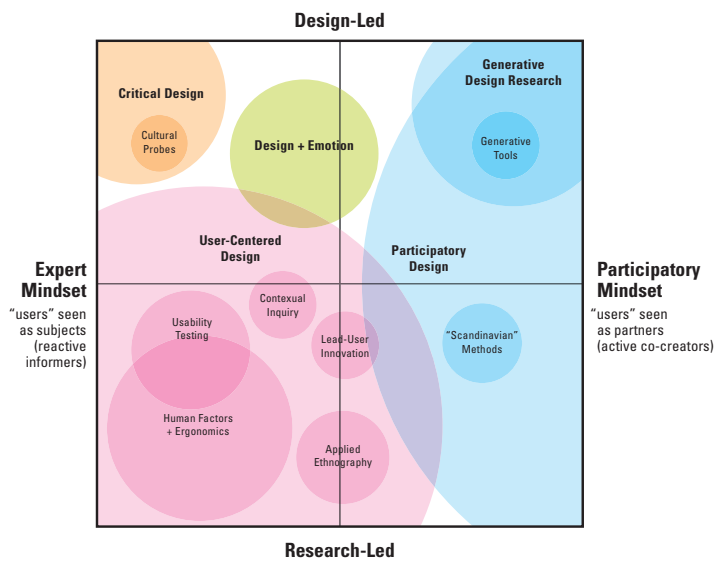 Design-Led
Generative
Design Research
Critical Design
Cultural
Probes
Design + Emotion
Generative
Tools
User-Centered
Design
Participatory
Design
Expert
Mindset
"users" seen
as subjects
(reactive
informers)
Participatory
Mindset
"users" seen
as partners
(active co-creators)
Contexual
Inquiry
Usability
Testing
Lead-User
Innovation
"Scandinavian"
Methods
Human Factors
+ Ergonomics
Applied
Ethnography
Research-Led